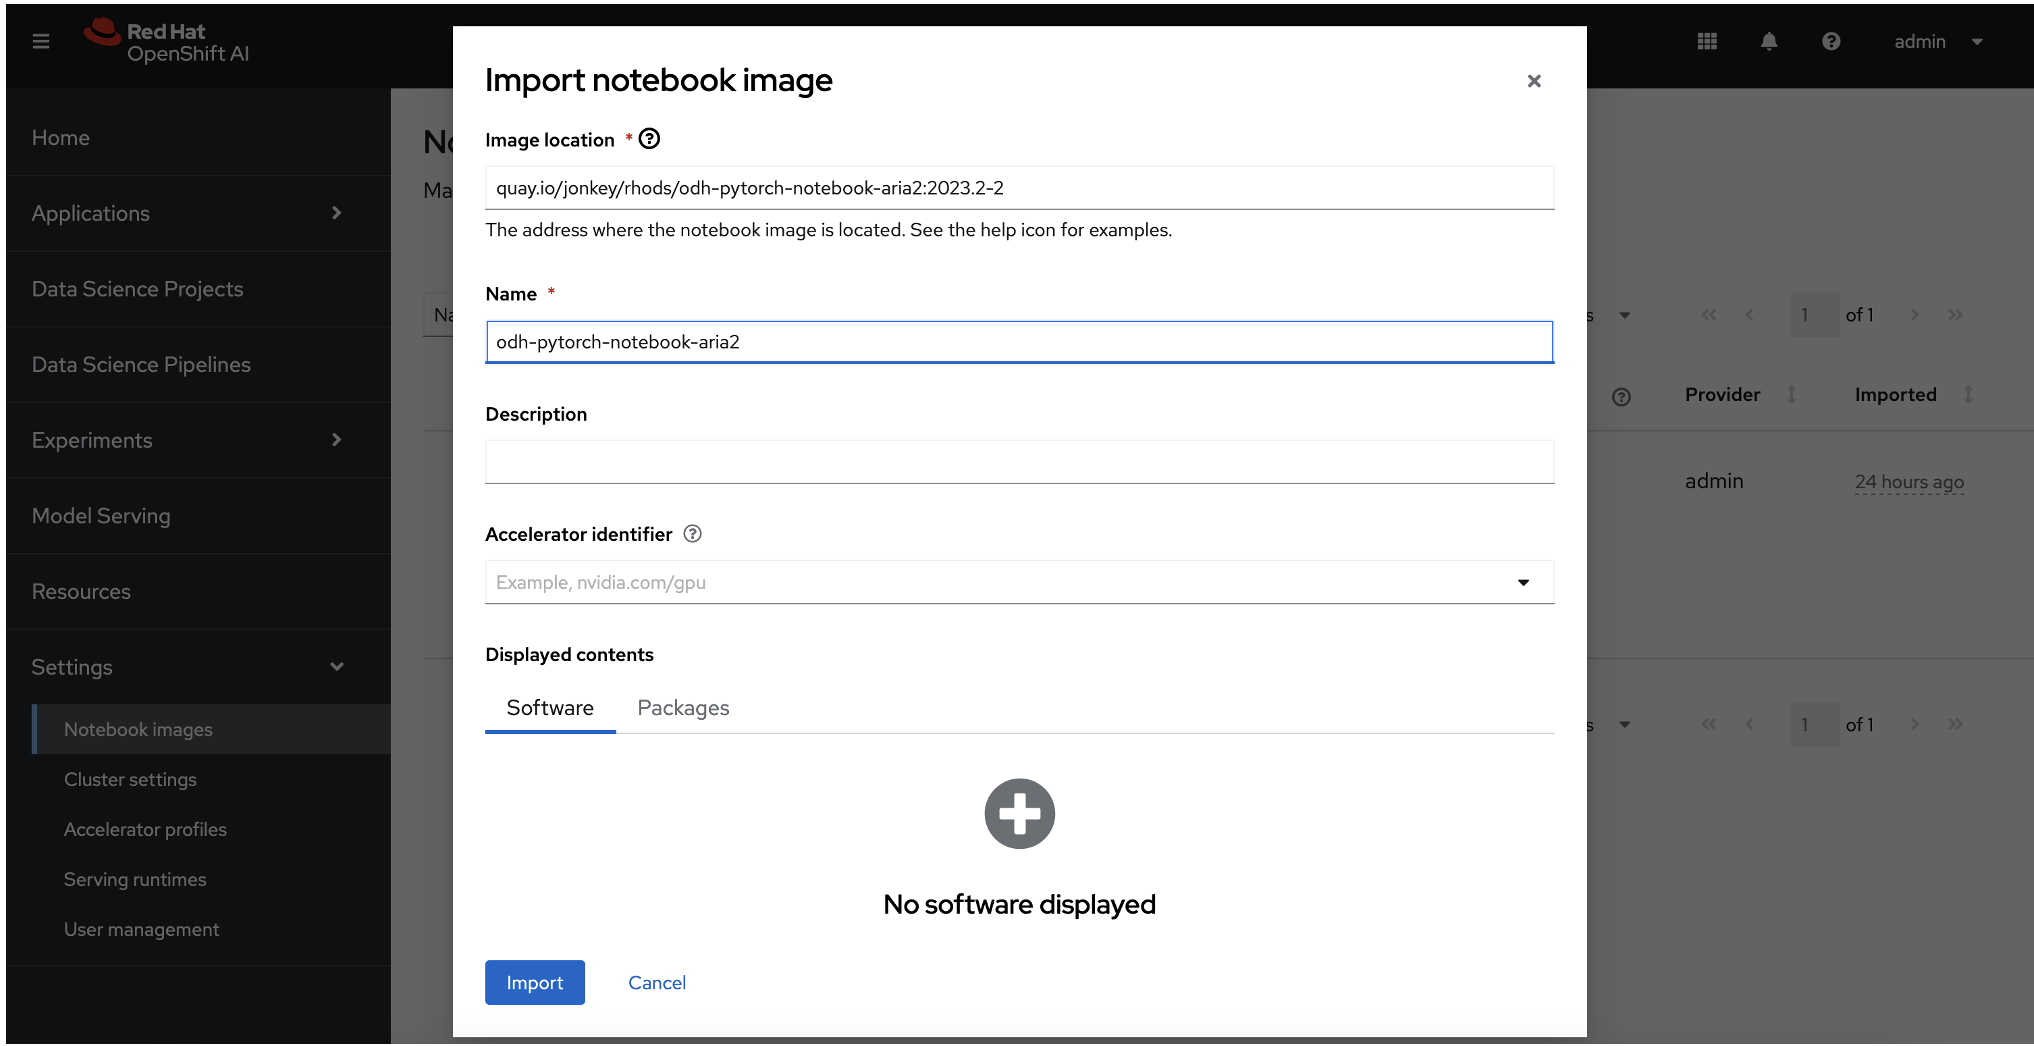 Red Hat
OpenShift AI
admin
Home
Applications
Data Science Projects
Data Science Pipelines
Experiments
Model Serving
Resources
Settings
Notebook images
Cluster settings
Accelerator profiles
Serving runtimes
User management
Import notebook image
Image location *
quay.io/jonkey/rhods/odh-pytorch-notebook-aria2:2023.2-2
The address where the notebook image is located. See the help icon for examples.
Name *
odh-pytorch-notebook-aria2
Description
Accelerator identifier
Example, nvidia.com/gpu
Displayed contents
Software Packages
No software displayed
Import Cancel
1 of 1
Provider Imported
admin 24 hours ago
1 of 1